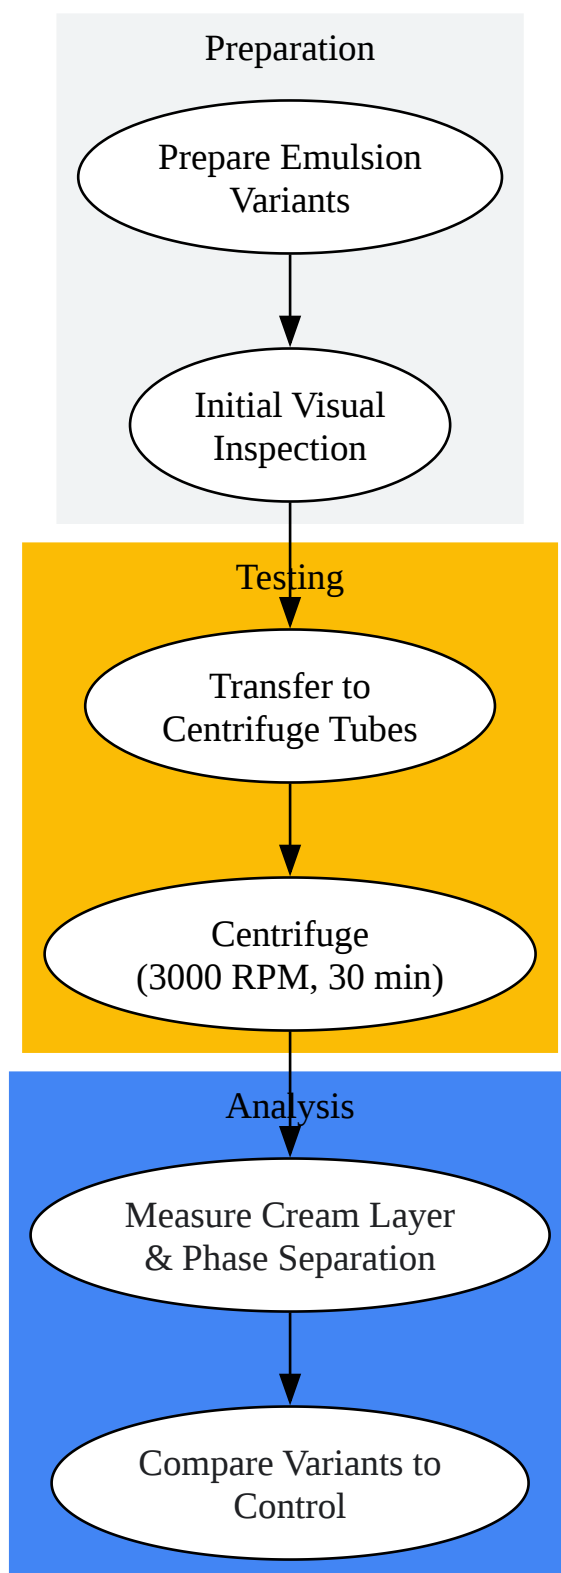 Preparation
Prepare Emulsion
Variants
Initial Visual
Inspection
Testing
Transfer to
Centrifuge Tubes
Centrifuge
(3000 RPM, 30 min)
Analysis
Measure Cream Layer
& Phase Separation
Compare Variants to
Control